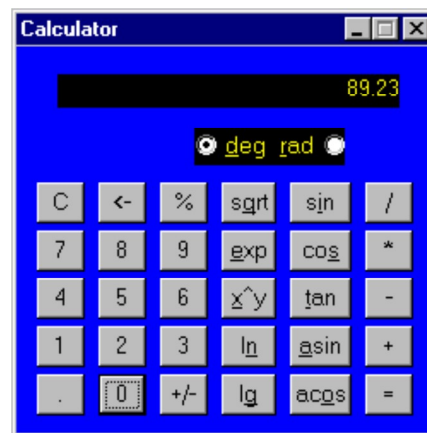 Calculator
89.23
deg rad
C <- % sqrt sin /
7 8 9 exp cos *
4 5 6 x^y tan -
1 2 3 ln asin +
. 0 +/- lg acos =